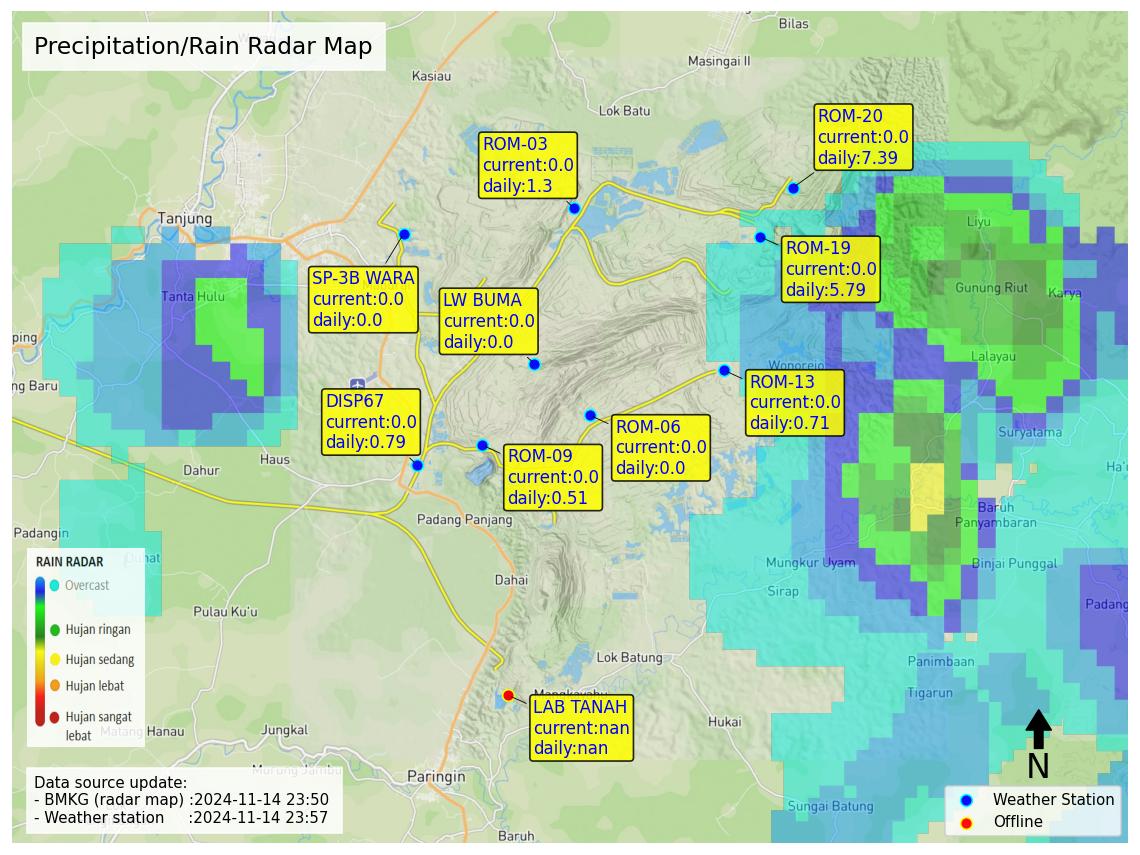 Precipitation/Rain Radar Map
Bilas
Masingai II
Kasiau
Lok Batu
ROM-20
current:0.0
daily:7.39
ROM-03
current:0.0
daily:1.3
Tanjung
Liyu
ROM-19
current:0.0
daily:5.79
SP-3B WARA
current:0.0
daily:0.0
LW BUMA
current:0.0
daily:0.0
Tanta Hulu
Gunung Riut
Karya
ping
Lalayau
Wonorejo
ng Baru
ROM-13
current:0.0
daily:0.71
DISP67
current:0.0
daily:0.79
ROM-06
current:0.0
daily:0.0
Suryatama
ROM-09
current:0.0
daily:0.51
Haus
Dahur
Ha'u
Baruh
Panyambaran
Padang Panjang
Padangin
Mungkur Uyam
Binjai Punggal
Dahai
Sirap
Padang
Pulau Ku'u
RAIN RADAR
Overcast
Hujan ringan
Hujan sedang
Hujan lebat
Hujan sangat
lebat
Lok Batung
Panimbaan
Tigarun
Mangkayahu
LAB TANAH
current:nan
daily:nan
Hukai
Matang Hanau
Jungkal
Murung Jambu
Paringin
N
Data source update:
- BMKG (radar map) :2024-11-14 23:50
- Weather station :2024-11-14 23:57
Sungai Batung
Baruh
Weather Station
Offline